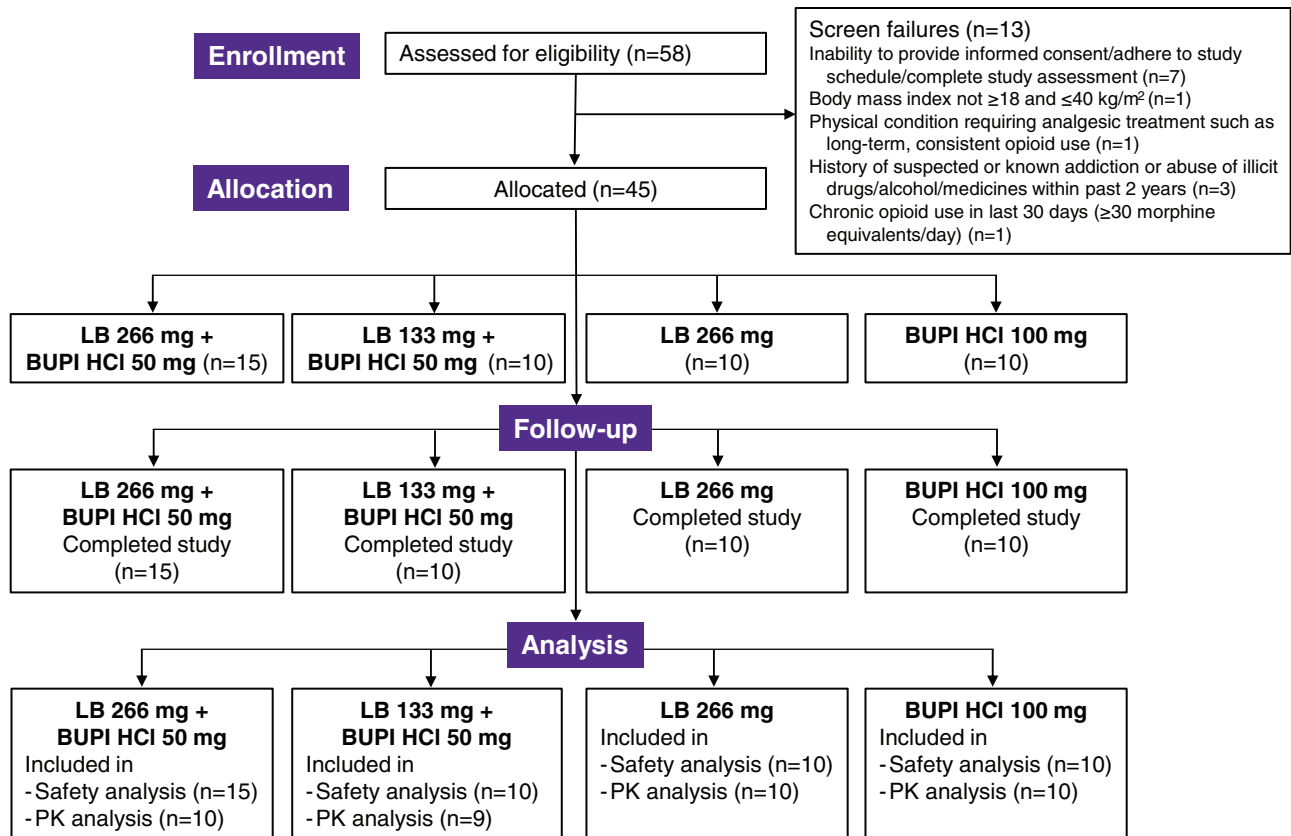 Enrollment
Assessed for eligibility (n=58)
Screen failures (n=13)
Inability to provide informed consent/adhere to study
schedule/complete study assessment (n=7)
Body mass index not ≥18 and ≤40 kg/m² (n=1)
Physical condition requiring analgesic treatment such as
long-term, consistent opioid use (n=1)
History of suspected or known addiction or abuse of illicit
drugs/alcohol/medicines within past 2 years (n=3)
Chronic opioid use in last 30 days (≥30 morphine
equivalents/day) (n=1)
Allocation
Allocated (n=45)
LB 266 mg +
BUPI HCl 50 mg (n=15)
LB 133 mg +
BUPI HCl 50 mg (n=10)
LB 266 mg
(n=10)
BUPI HCl 100 mg
(n=10)
Follow-up
LB 266 mg +
BUPI HCl 50 mg
Completed study
(n=15)
LB 133 mg +
BUPI HCl 50 mg
Completed study
(n=10)
LB 266 mg
Completed study
(n=10)
BUPI HCl 100 mg
Completed study
(n=10)
Analysis
LB 266 mg +
BUPI HCl 50 mg
Included in
-Safety analysis (n=15)
-PK analysis (n=10)
LB 133 mg +
BUPI HCl 50 mg
Included in
-Safety analysis (n=10)
-PK analysis (n=9)
LB 266 mg
Included in
-Safety analysis (n=10)
-PK analysis (n=10)
BUPI HCl 100 mg
Included in
-Safety analysis (n=10)
-PK analysis (n=10)